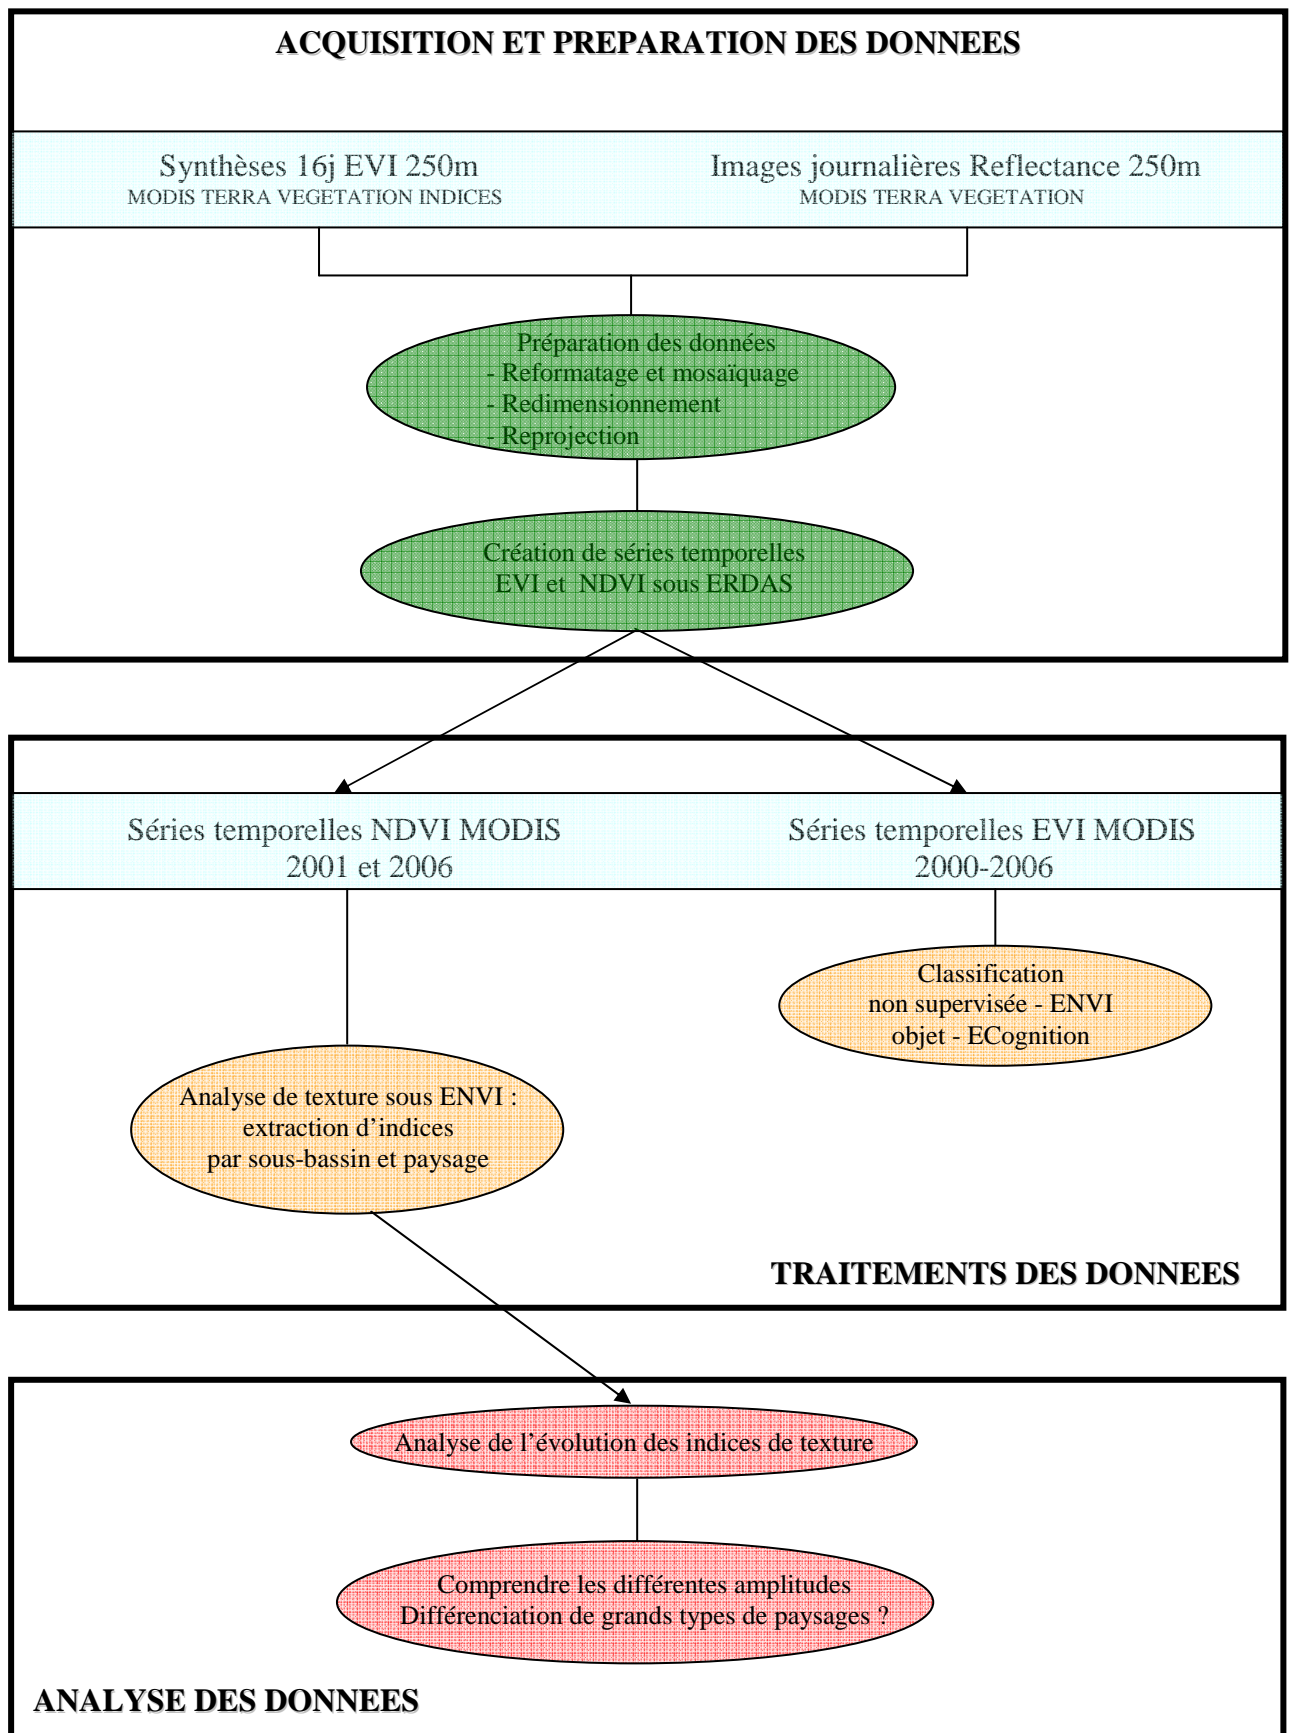 ACQUISITION ET PREPARATION DES DONNEES
Synthèses 16j EVI 250m
MODIS TERRA VEGETATION INDICES
Images journalières Reflectance 250m
MODIS TERRA VEGETATION
Préparation des données
- Reformatage et mosaïquage
- Redimensionnement
- Reprojection
Création de séries temporelles
EVI et NDVI sous ERDAS
Séries temporelles NDVI MODIS
2001 et 2006
Séries temporelles EVI MODIS
2000-2006
Classification
non supervisée - ENVI
objet - ECognition
Analyse de texture sous ENVI :
extraction d’indices
par sous-bassin et paysage
TRAITEMENTS DES DONNEES
Analyse de l’évolution des indices de texture
Comprendre les différentes amplitudes
Différenciation de grands types de paysages ?
ANALYSE DES DONNEES